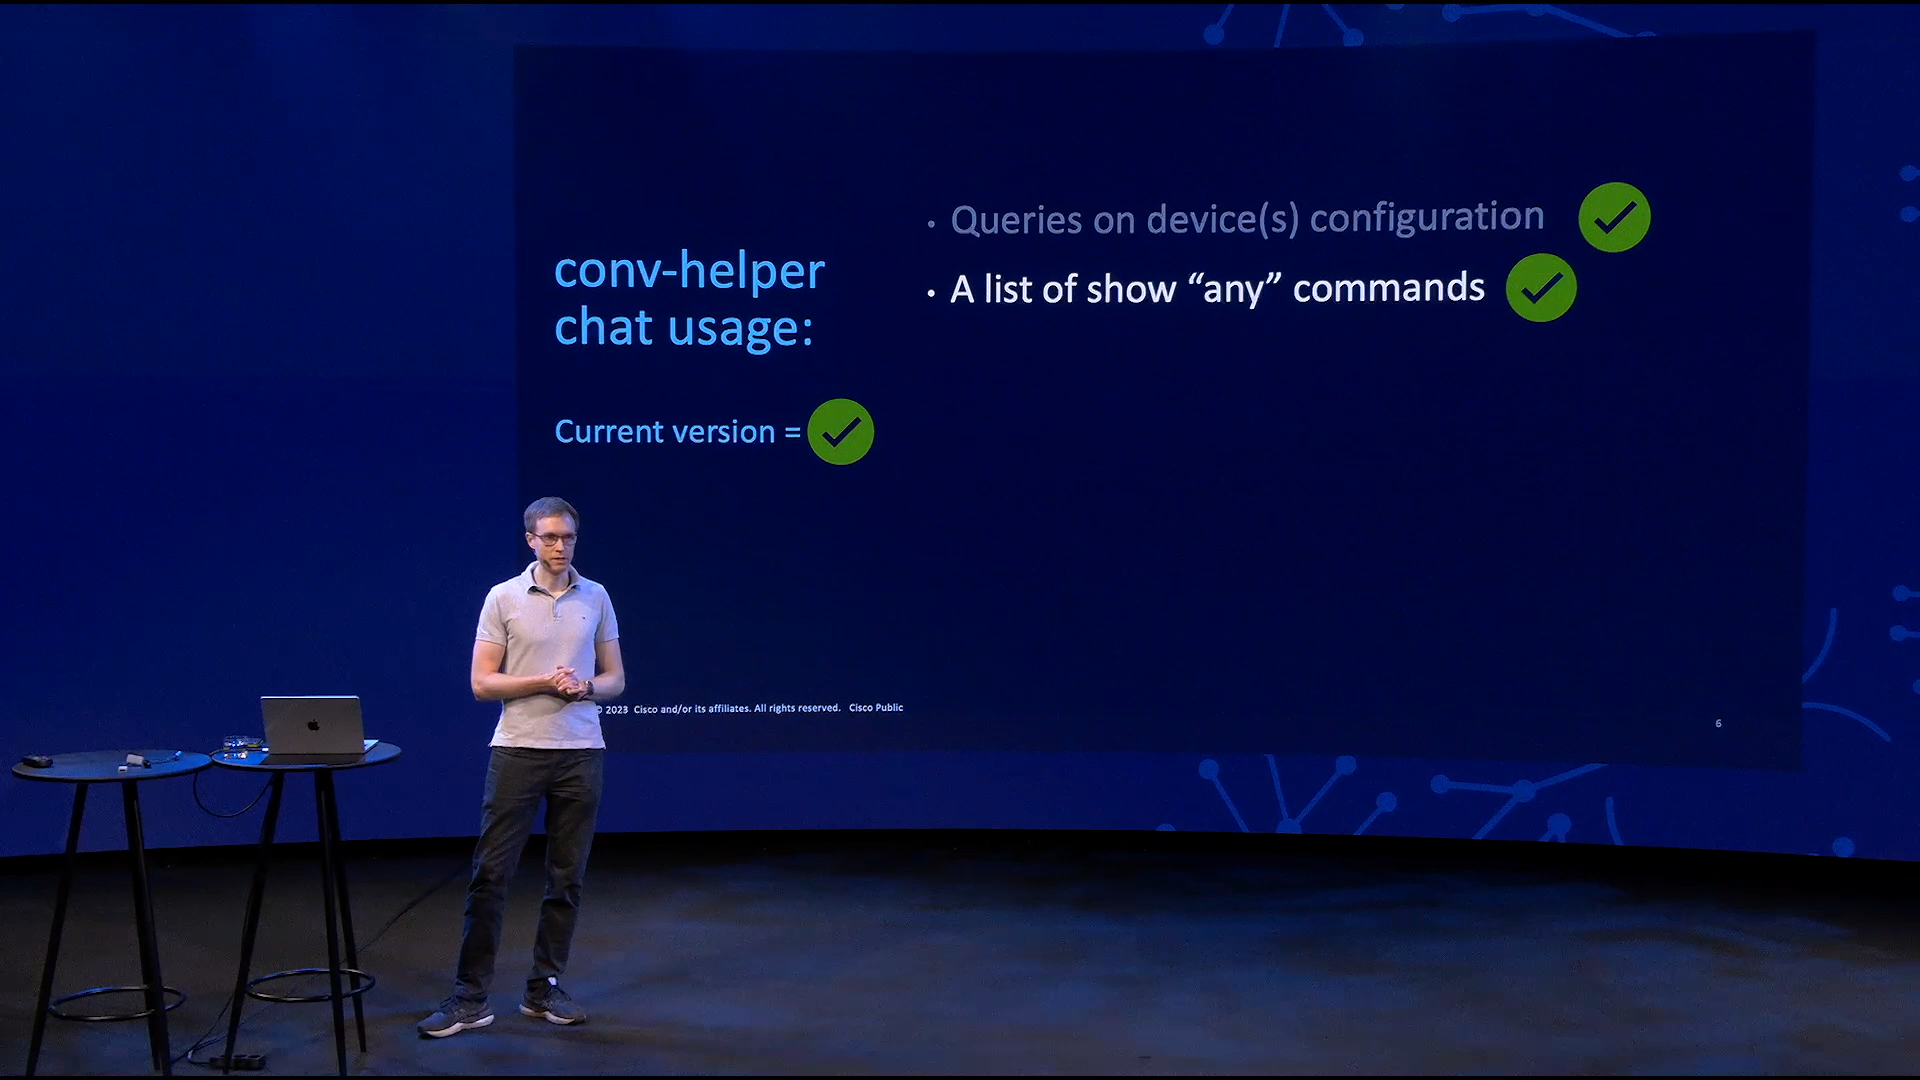 conv-helper
chat usage:
Current version =
• Queries on device(s) configuration
• A list of show “any” commands
© 2023 Cisco and/or its affiliates. All rights reserved. Cisco Public
6